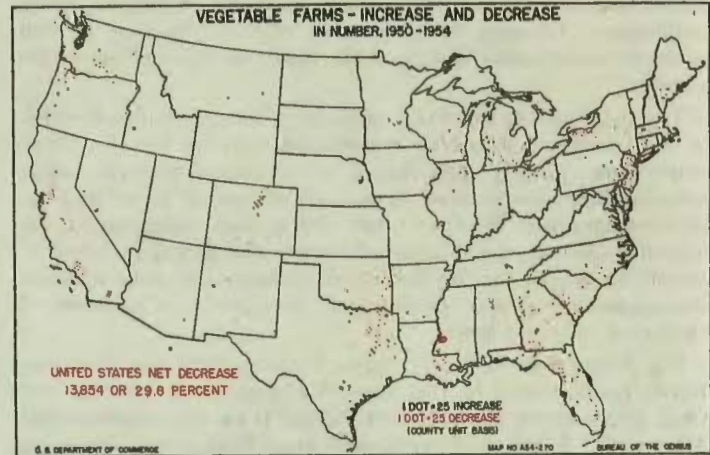 VEGETABLE FARMS - INCREASE AND DECREASE
IN NUMBER, 1950-1954
UNITED STATES NET DECREASE
13,854 OR 29.8 PERCENT
1 DOT=25 INCREASE
1 DOT=25 DECREASE
(COUNTY UNIT BASIS)
U. S. DEPARTMENT OF COMMERCE
MAP NO A54-270
BUREAU OF THE CENSUS